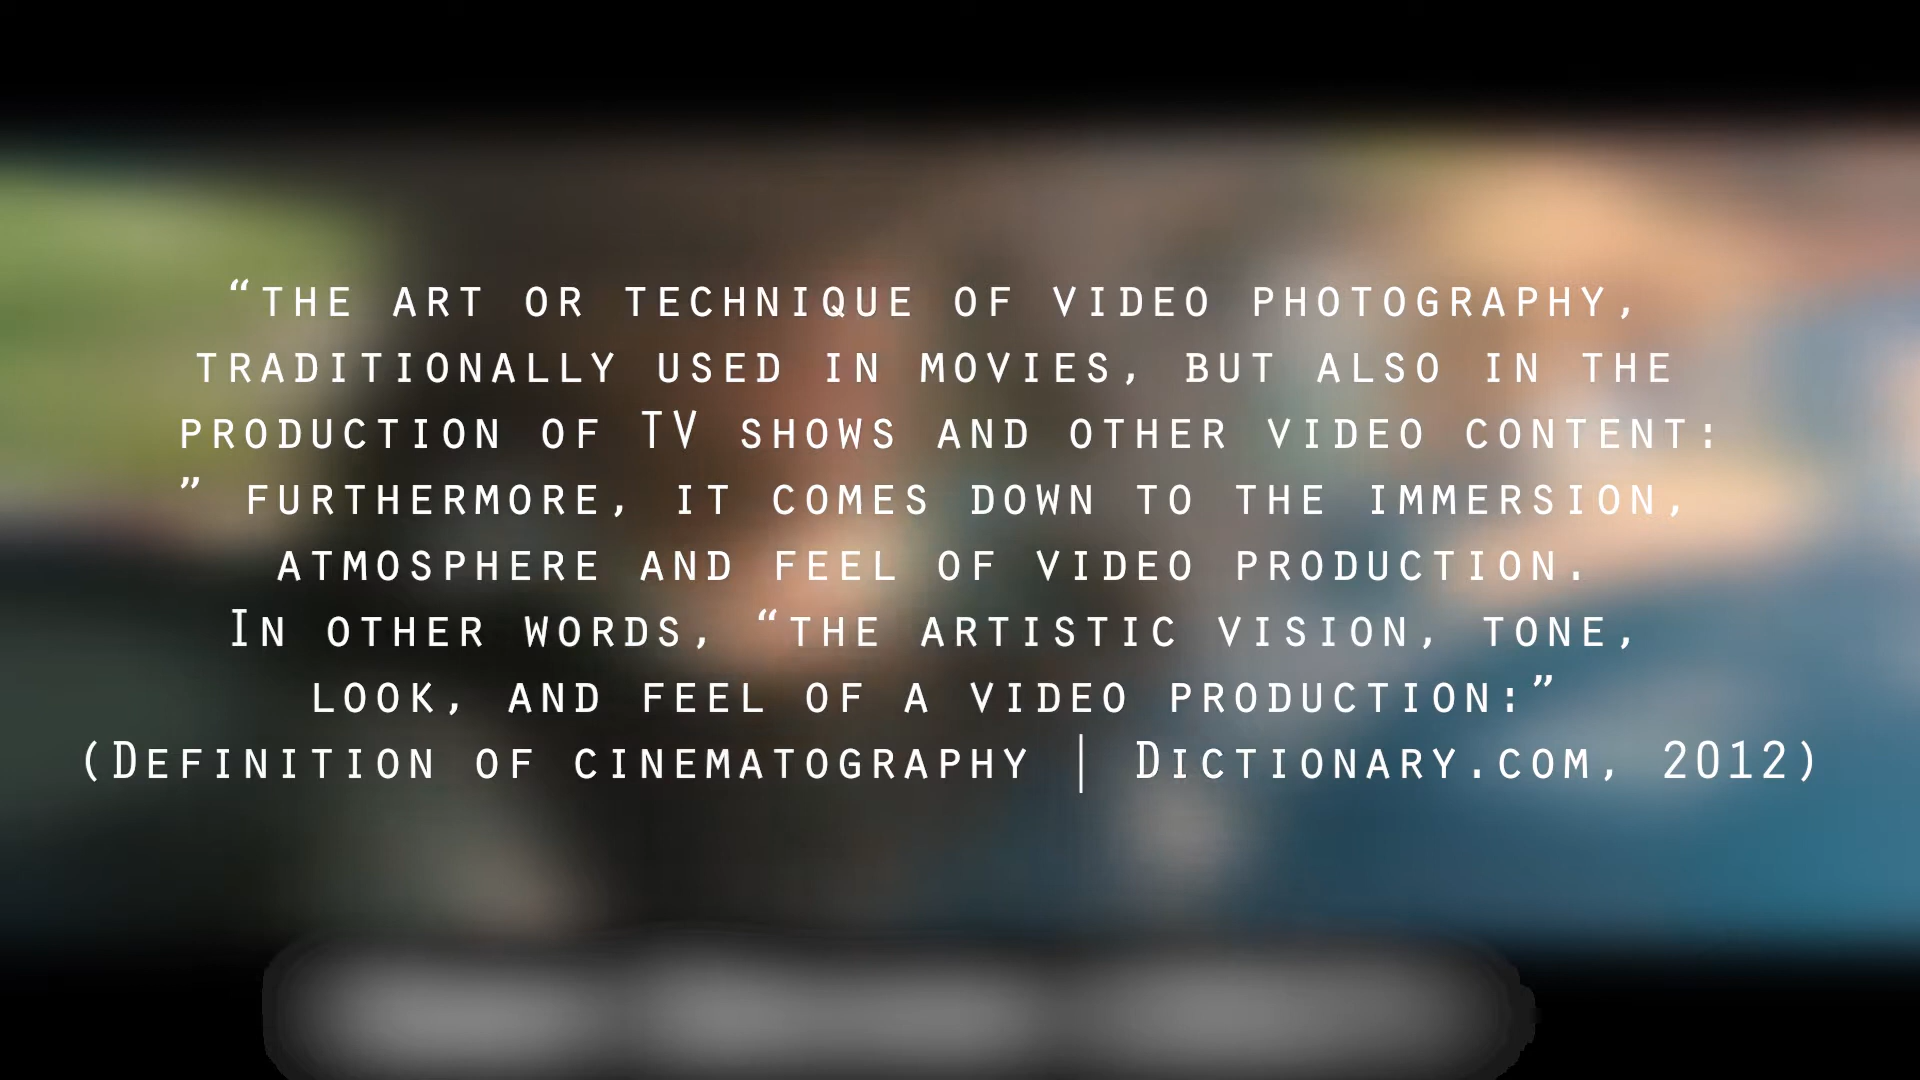 “the art or technique of video photography,
traditionally used in movies, but also in the
production of TV shows and other video content:
” furthermore, it comes down to the immersion,
atmosphere and feel of video production.
In other words, “the artistic vision, tone,
look, and feel of a video production:”
(Definition of cinematography | Dictionary.com, 2012)